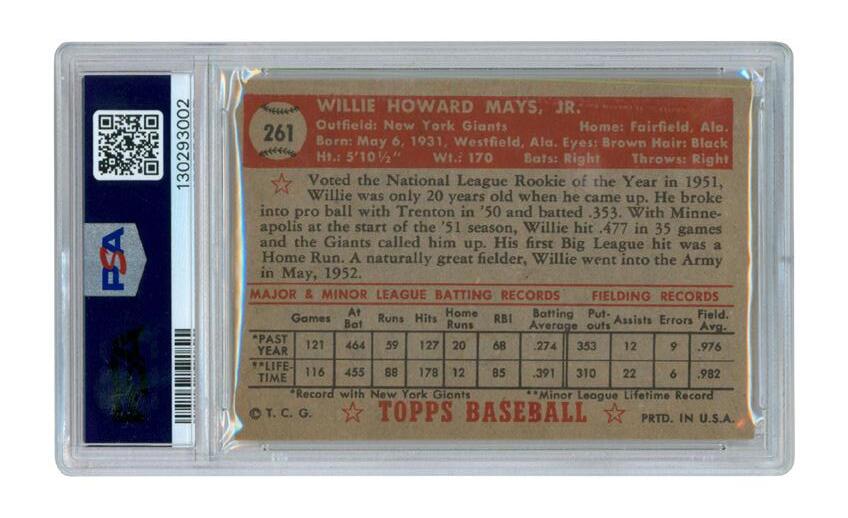 130293002
PSA
261
WILLIE HOWARD MAYS, JR.
Outfield: New York Giants Home: Fairfield, Ala.
Born: May 6, 1931, Westfield, Ala. Eyes: Brown Hair: Black
Ht.: 5'10½" Wt.: 170 Bats: Right Throws: Right
☆ Voted the National League Rookie of the Year in 1951,
Willie was only 20 years old when he came up. He broke
into pro ball with Trenton in '50 and batted .353. With Minne-
apolis at the start of the '51 season, Willie hit .477 in 35 games
and the Giants called him up. His first Big League hit was a
Home Run. A naturally great fielder, Willie went into the Army
in May, 1952.
MAJOR & MINOR LEAGUE BATTING RECORDS FIELDING RECORDS
Games At Bat Runs Hits Home Runs RBI Batting Average Put-outs Assists Errors Field. Avg.
*PAST YEAR 121 464 59 127 20 68 .274 353 12 9 .976
**LIFE-TIME 116 455 88 178 12 85 .391 310 22 6 .982
*Record with New York Giants **Minor League Lifetime Record
© T. C. G. ☆ TOPPS BASEBALL ☆ PRTD. IN U.S.A.